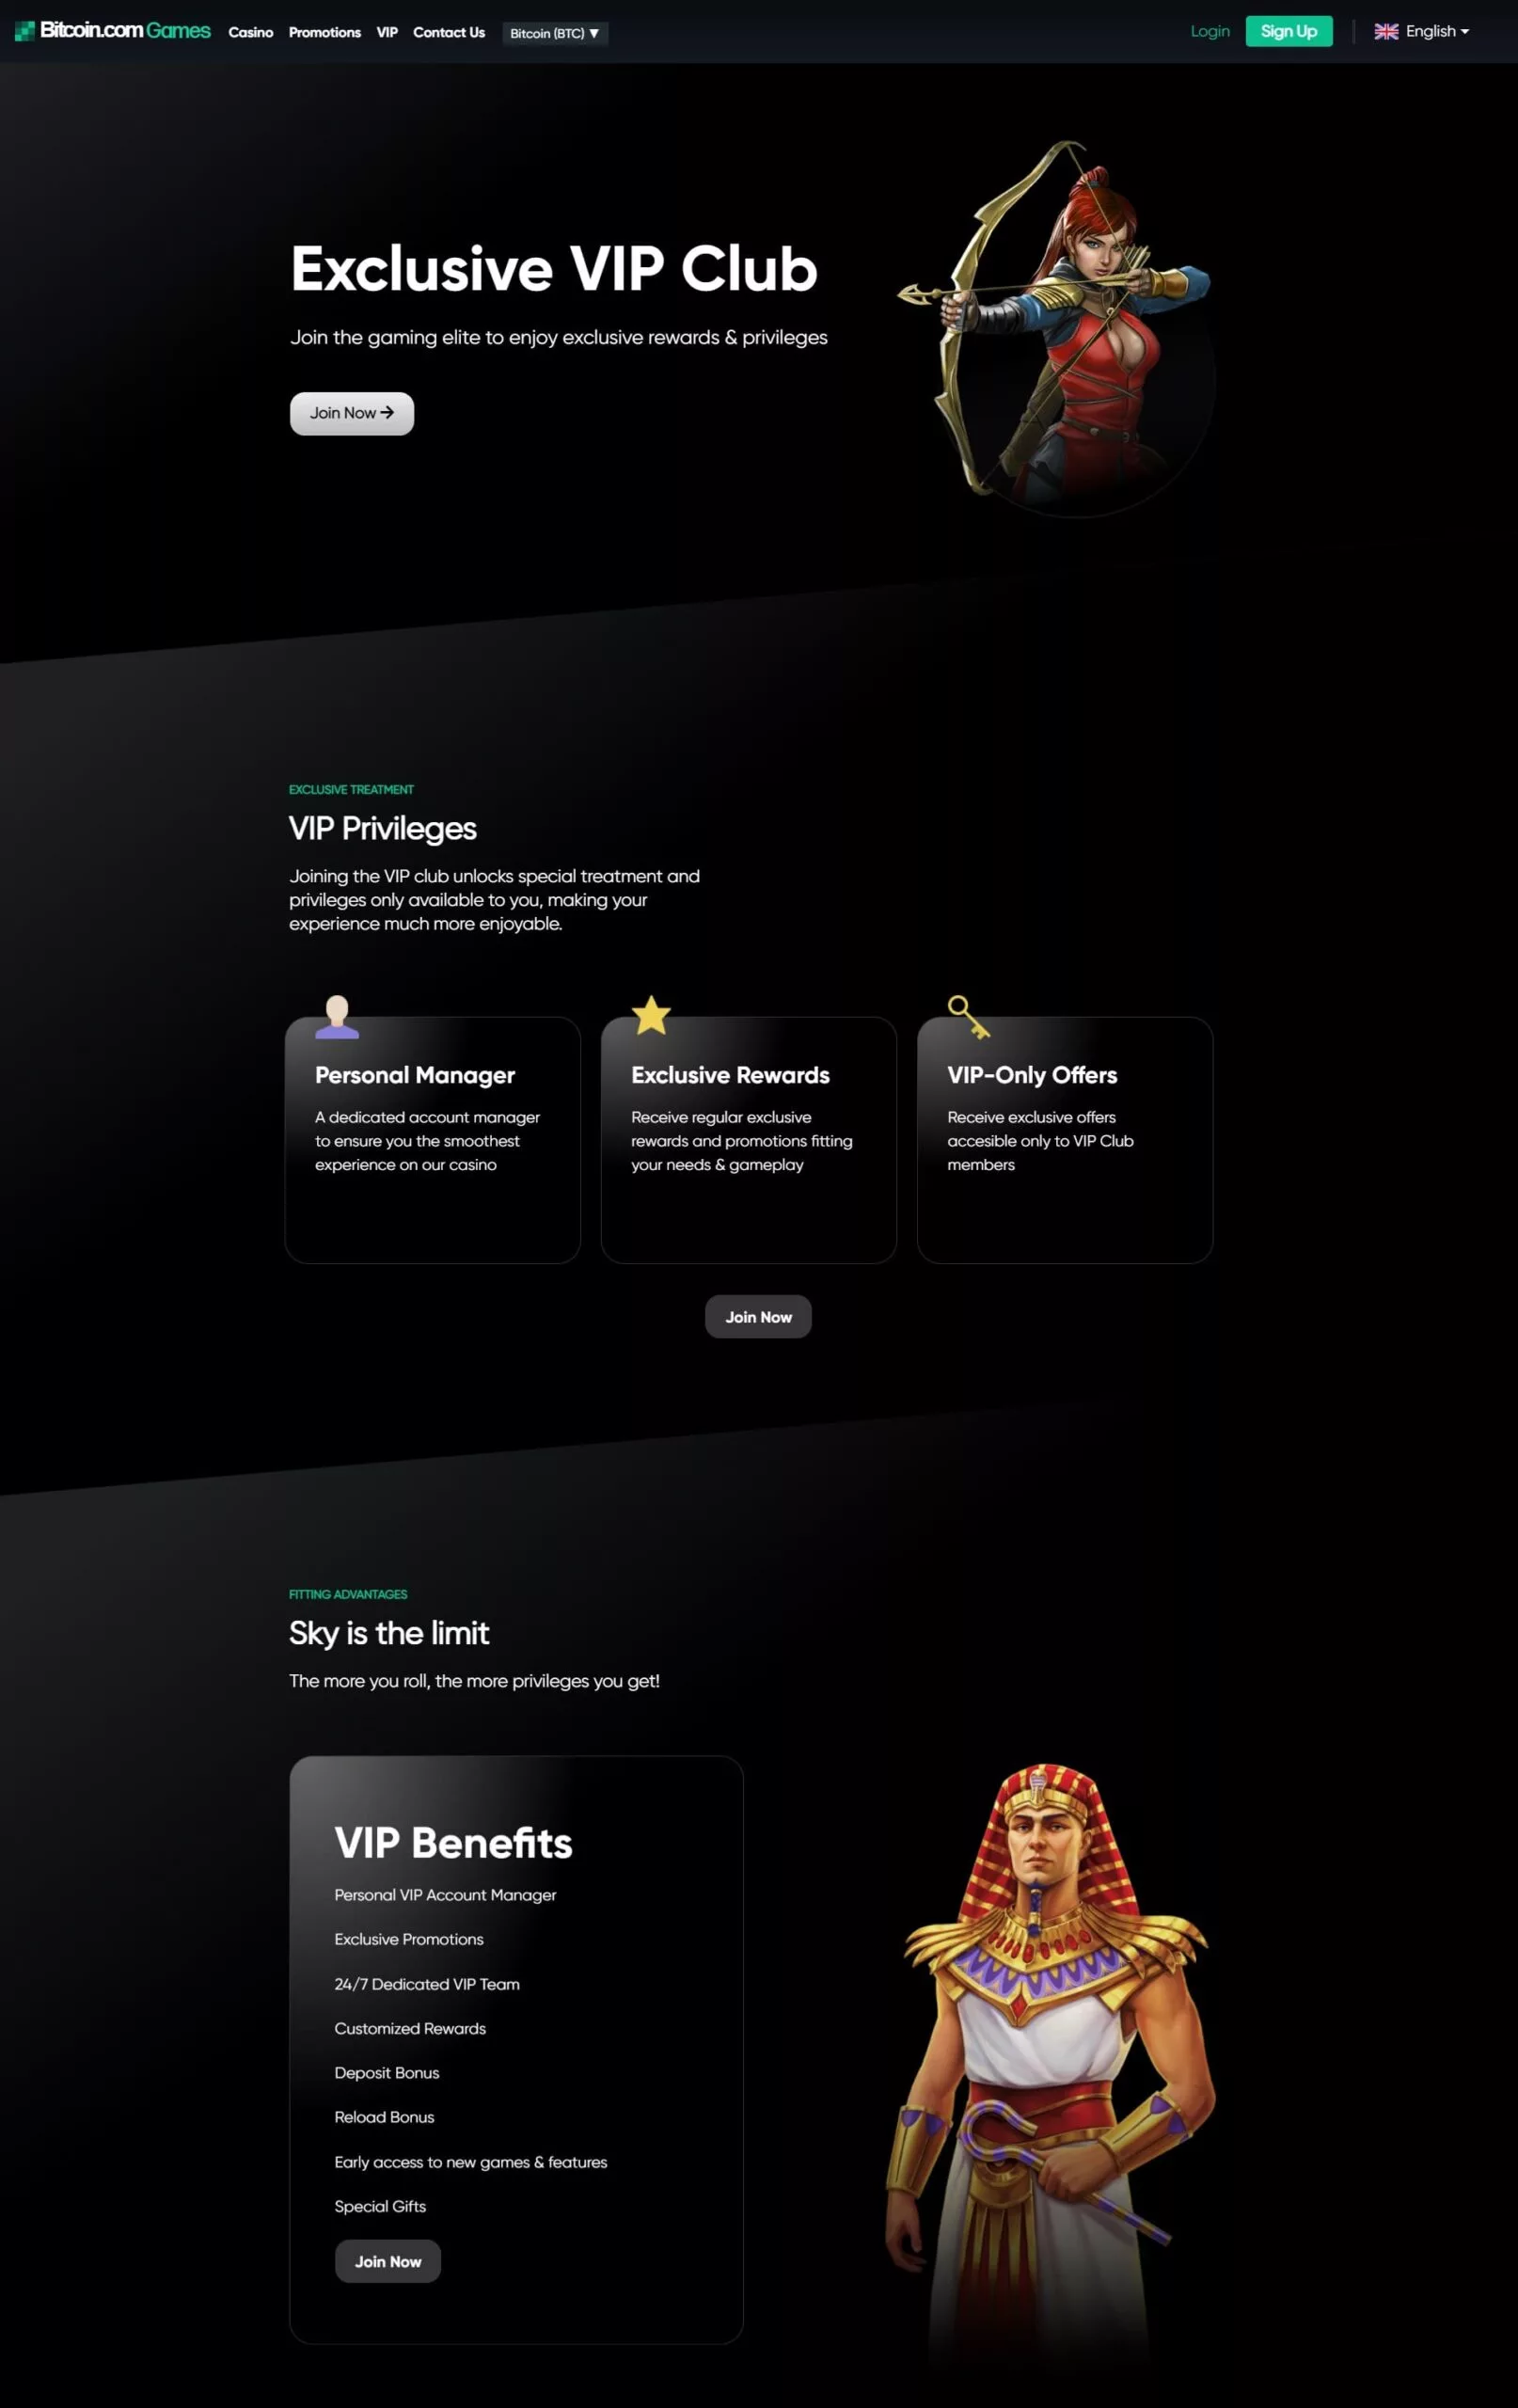 Bitcoin.com Games Casino Promotions VIP Contact Us Bitcoin (BTC) ▼ Login Sign Up English
Exclusive VIP Club
Join the gaming elite to enjoy exclusive rewards & privileges
Join Now →
EXCLUSIVE TREATMENT
VIP Privileges
Joining the VIP club unlocks special treatment and
privileges only available to you, making your
experience much more enjoyable.
Personal Manager
A dedicated account manager
to ensure you the smoothest
experience on our casino
Exclusive Rewards
Receive regular exclusive
rewards and promotions fitting
your needs & gameplay
VIP-Only Offers
Receive exclusive offers
accesible only to VIP Club
members
Join Now
FITTING ADVANTAGES
Sky is the limit
The more you roll, the more privileges you get!
VIP Benefits
Personal VIP Account Manager
Exclusive Promotions
24/7 Dedicated VIP Team
Customized Rewards
Deposit Bonus
Reload Bonus
Early access to new games & features
Special Gifts
Join Now